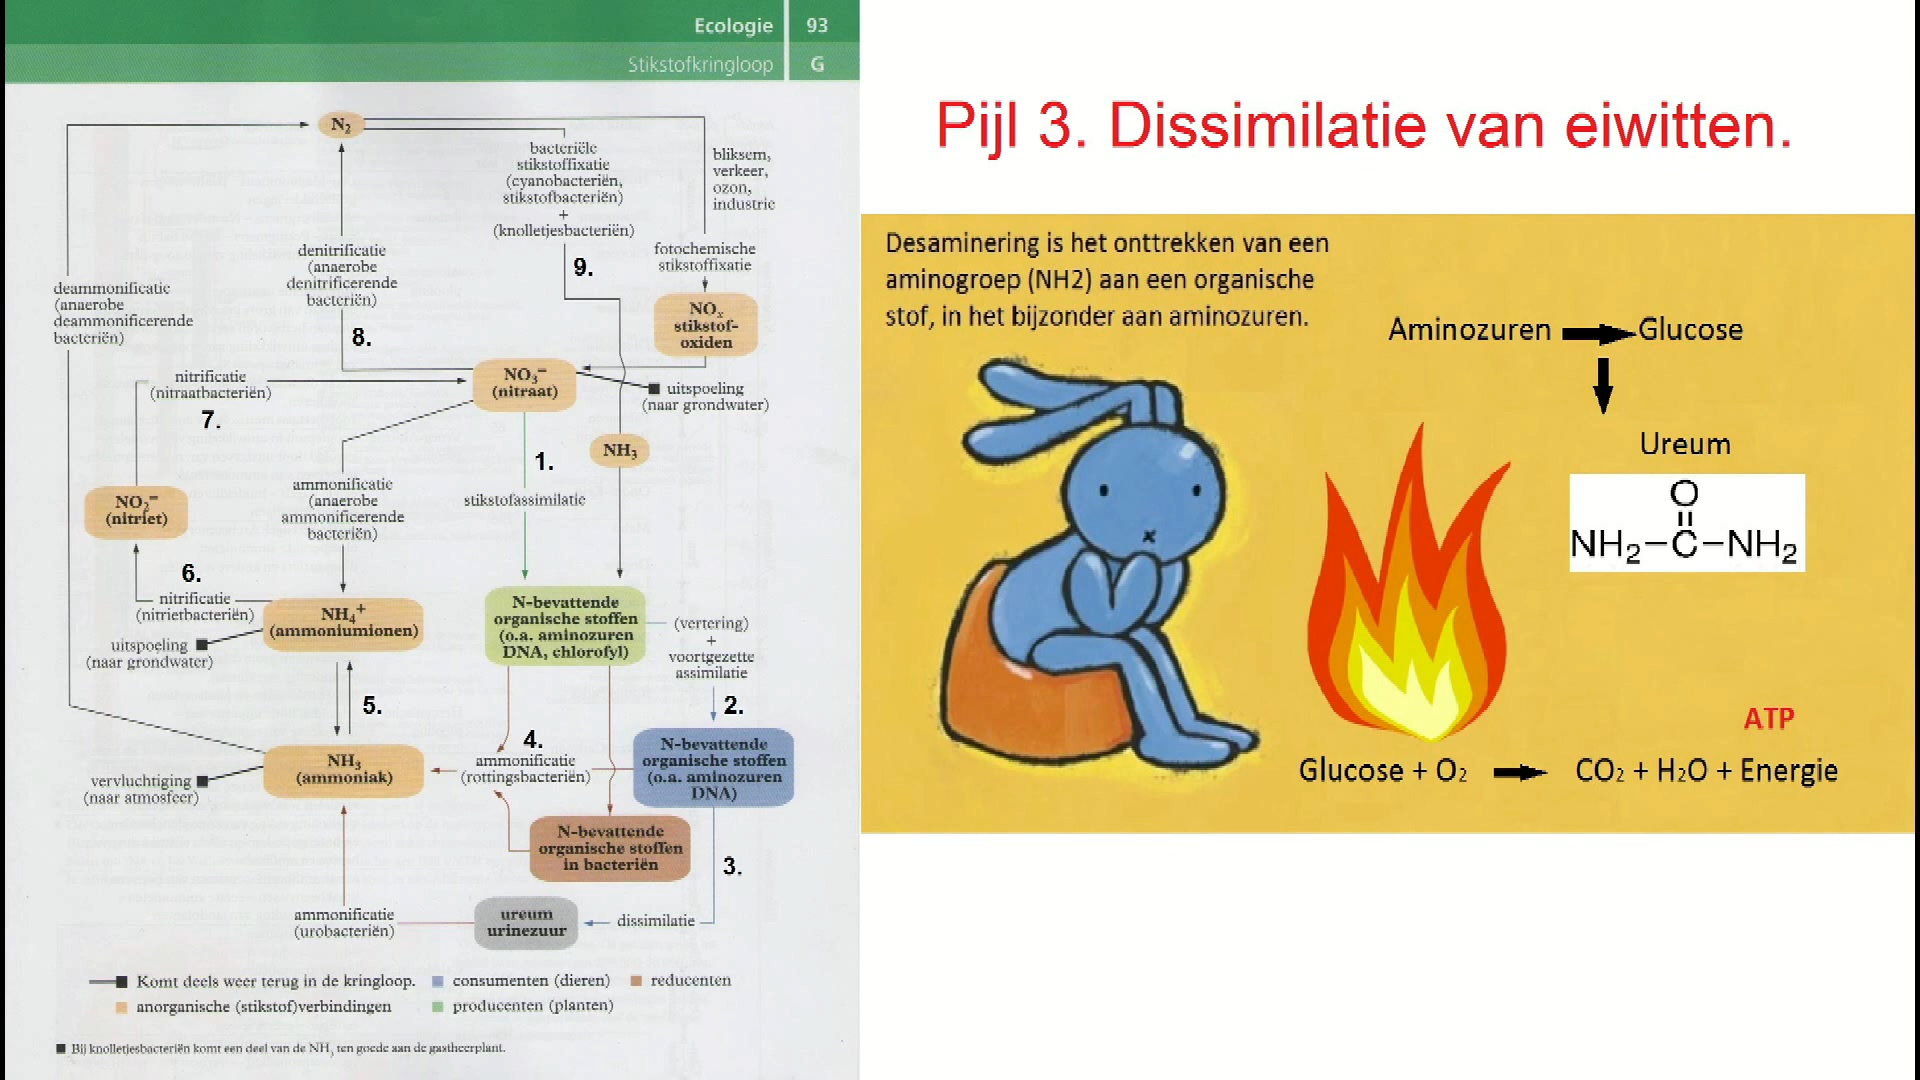 Ecologie 93
Stikstofkringloop G
N2
bacteriële
stikstoffixatie
(cyanobacteriën,
stikstofbacteriën)
+
(knolletjesbacteriën)
9.
bliksem,
verkeer,
ozon,
industrie
fotochemische
stikstoffixatie
NOx
stikstof-
oxiden
denitrificatie
(anaerobe
denitrificerende
bacteriën)
8.
deammonificatie
(anaerobe
deammonificerende
bacteriën)
nitrificatie
(nitraatbacteriën)
7.
NO3–
(nitraat)
uitspoeling
(naar grondwater)
NH3
1.
stikstofassimilatie
ammonificatie
(anaerobe
ammonificerende
bacteriën)
NO2–
(nitriet)
6.
nitrificatie
(nitrietbacteriën)
NH4+
(ammoniumionen)
uitspoeling
(naar grondwater)
N-bevattende
organische stoffen
(o.a. aminozuren
DNA, chlorofyl)
(vertering)
+
voortgezette
assimilatie
2.
5.
4.
ammonificatie
(rottingsbacteriën)
N-bevattende
organische stoffen
(o.a. aminozuren
DNA)
NH3
(ammoniak)
vervluchtiging
(naar atmosfeer)
N-bevattende
organische stoffen
in bacteriën
3.
ammonificatie
(urobacteriën)
ureum
urinezuur
dissimilatie
Komt deels weer terug in de kringloop.
consumenten (dieren)
reducenten
anorganische (stikstof)verbindingen
producenten (planten)
Bij knolletjesbacteriën komt een deel van de NH3 ten goede aan de gastheerplant.
Pijl 3. Dissimilatie van eiwitten.
Desaminering is het onttrekken van een
aminogroep (NH2) aan een organische
stof, in het bijzonder aan aminozuren.
Aminozuren Glucose
Ureum
O
NH2–C–NH2
ATP
Glucose + O2 CO2 + H2O + Energie